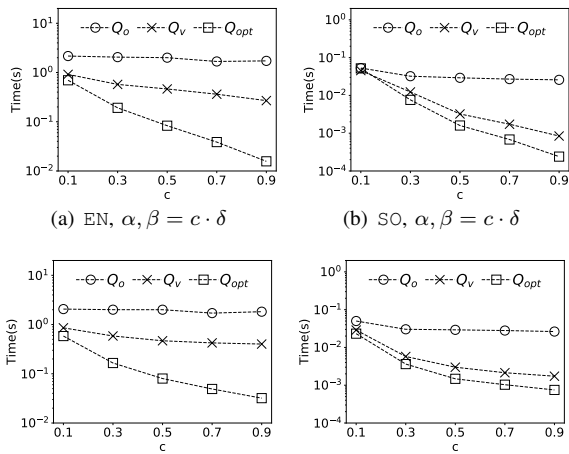 Q_o Q_v Q_opt
Time(s)
10^1
10^0
10^−1
10^−2
0.1 0.3 0.5 0.7 0.9
c
(a) EN, α, β = c · δ
Q_o Q_v Q_opt
Time(s)
10^0
10^−1
10^−2
10^−3
10^−4
0.1 0.3 0.5 0.7 0.9
c
(b) SO, α, β = c · δ
Q_o Q_v Q_opt
Time(s)
10^1
10^0
10^−1
10^−2
0.1 0.3 0.5 0.7 0.9
c
Q_o Q_v Q_opt
Time(s)
10^0
10^−1
10^−2
10^−3
10^−4
0.1 0.3 0.5 0.7 0.9
c